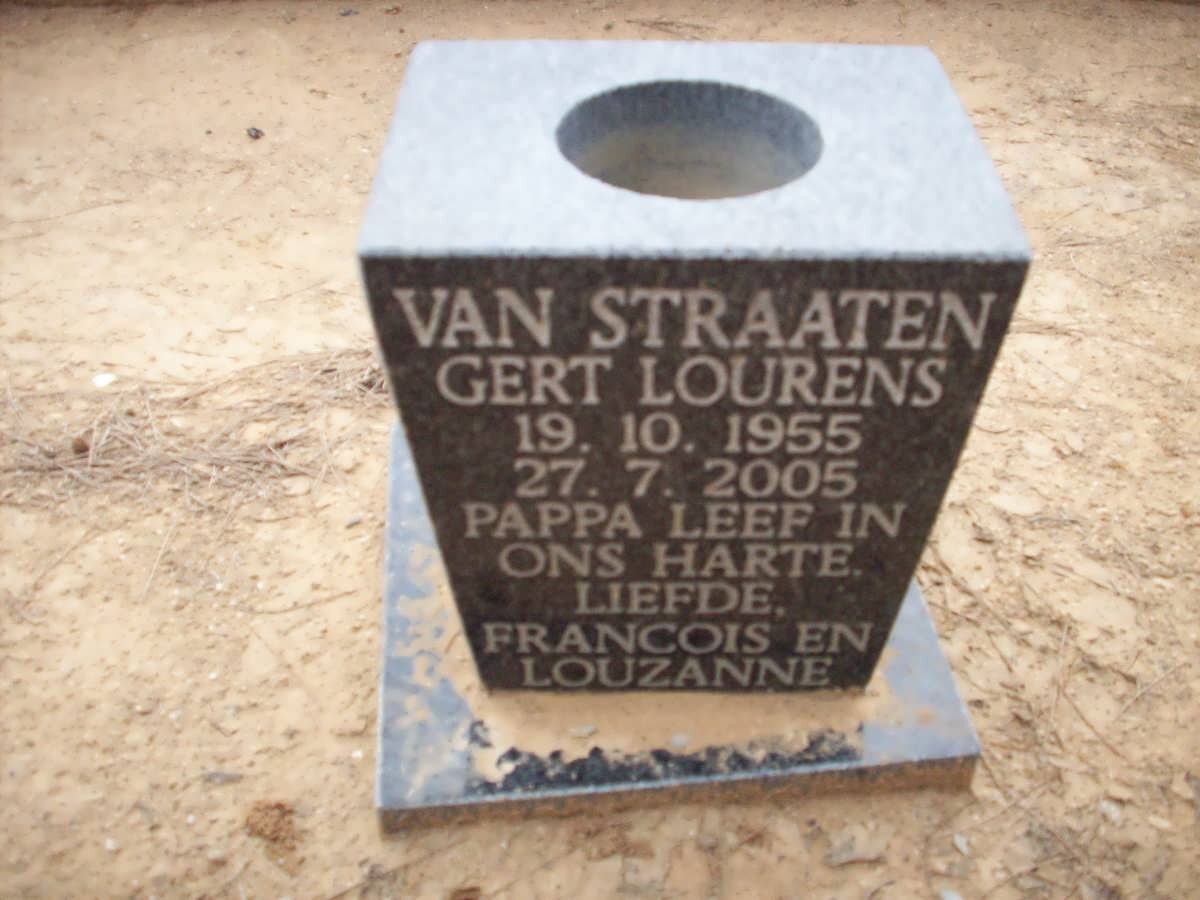 VAN STRAATEN
GERT LOURENS
19. 10. 1955
27. 7. 2005
PAPPA LEEF IN
ONS HARTE.
LIEFDE,
FRANCOIS EN
LOUZANNE